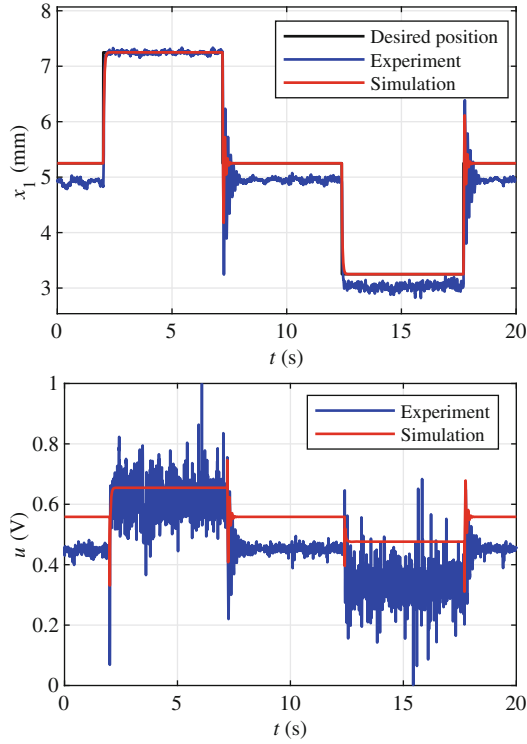 7
6
5
4
3
x1 (mm)
Desired position
Experiment
Simulation
0 5 10 15 20
t (s)
1
0.8
0.6
0.4
0.2
0
u (V)
Experiment
Simulation
0 5 10 15 20
t (s)